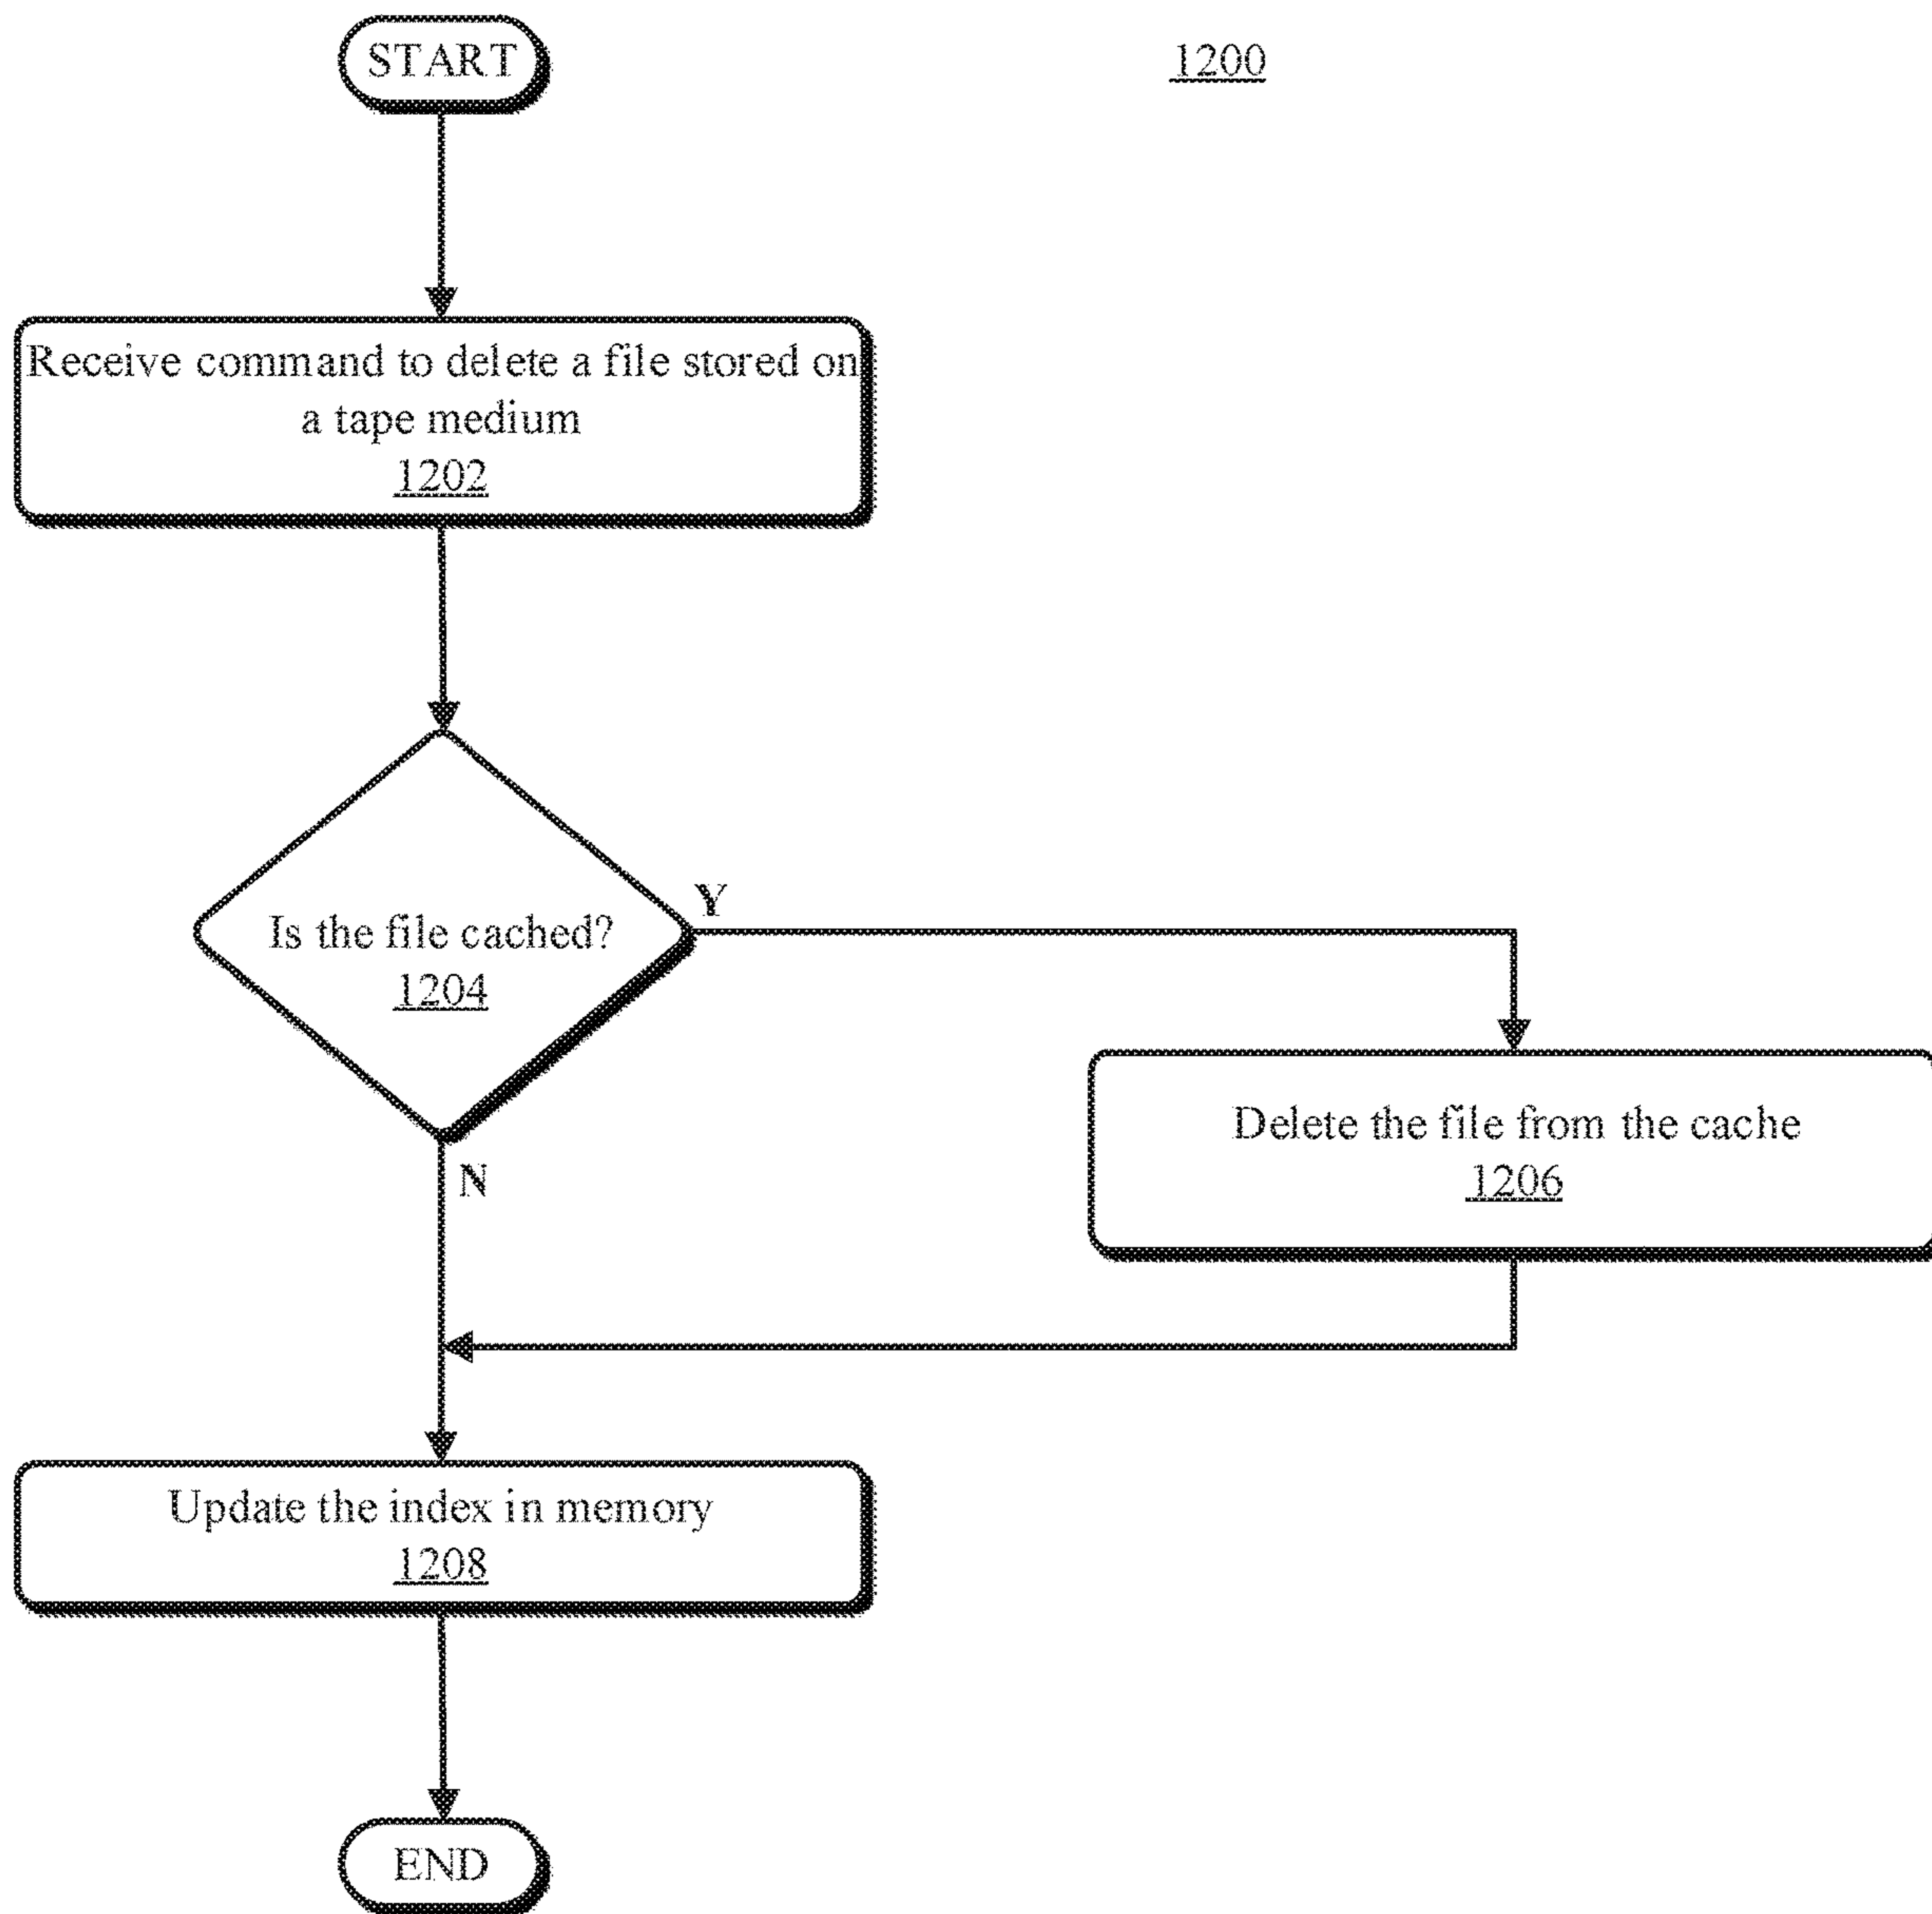 START
1200
Receive command to delete a file stored on
a tape medium
1202
Is the file cached?
1204
Y
N
Delete the file from the cache
1206
Update the index in memory
1208
END